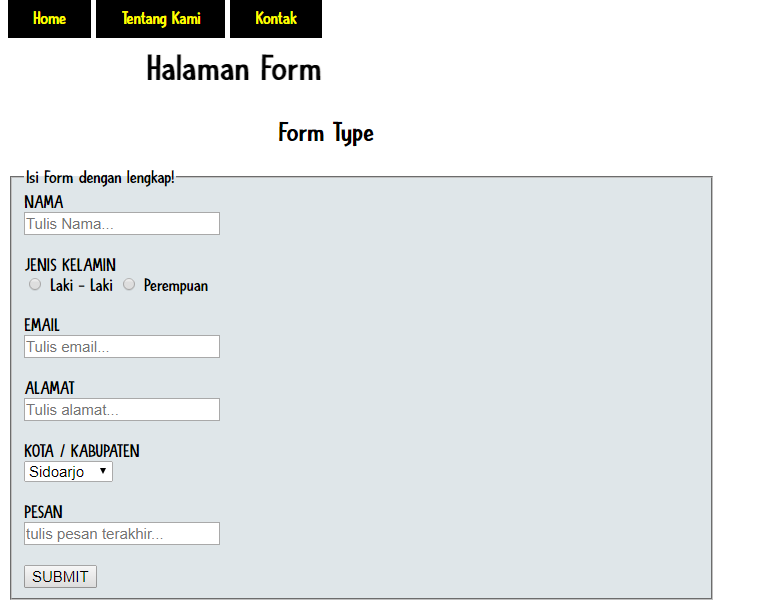 Home Tentang Kami Kontak
Halaman Form
Form Type
Isi Form dengan lengkap!
NAMA
Tulis Nama...
JENIS KELAMIN
Laki - Laki Perempuan
EMAIL
Tulis email...
ALAMAT
Tulis alamat...
KOTA / KABUPATEN
Sidoarjo
PESAN
tulis pesan terakhir...
SUBMIT